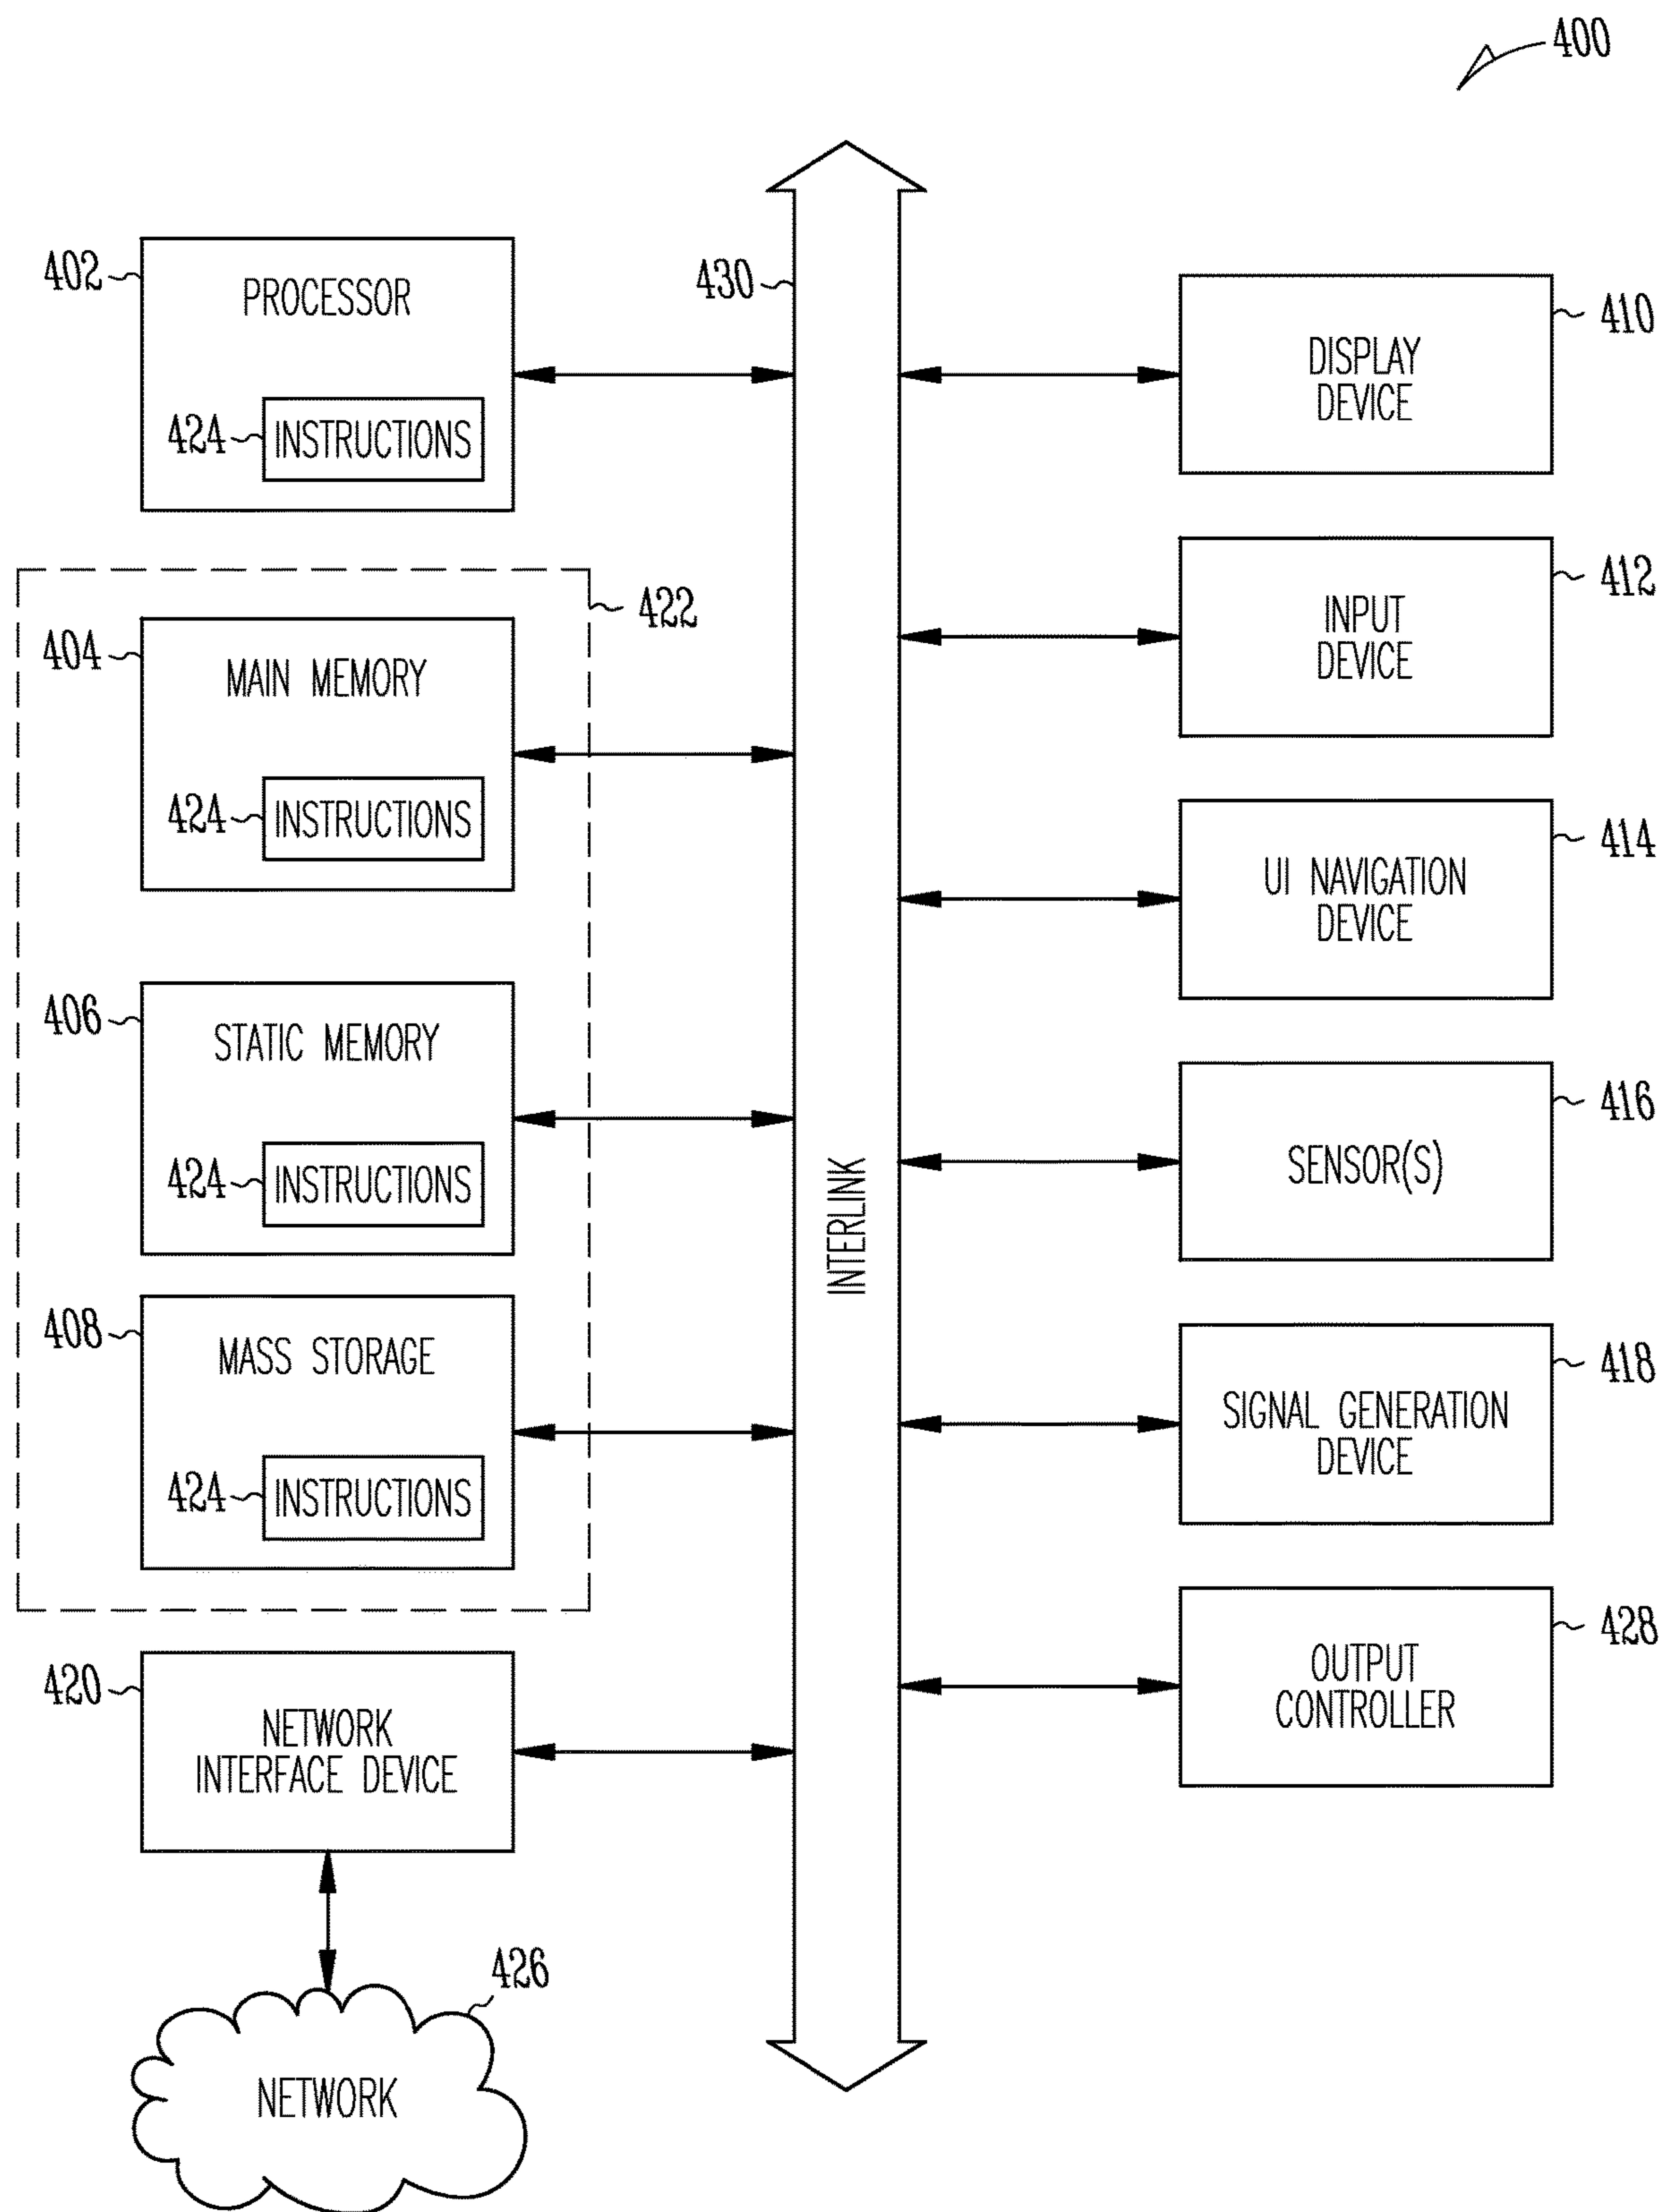 400
402
PROCESSOR
424
INSTRUCTIONS
422
404
MAIN MEMORY
424
INSTRUCTIONS
406
STATIC MEMORY
424
INSTRUCTIONS
408
MASS STORAGE
424
INSTRUCTIONS
420
NETWORK
INTERFACE DEVICE
426
NETWORK
430
INTERLINK
410
DISPLAY
DEVICE
412
INPUT
DEVICE
414
UI NAVIGATION
DEVICE
416
SENSOR(S)
418
SIGNAL GENERATION
DEVICE
428
OUTPUT
CONTROLLER